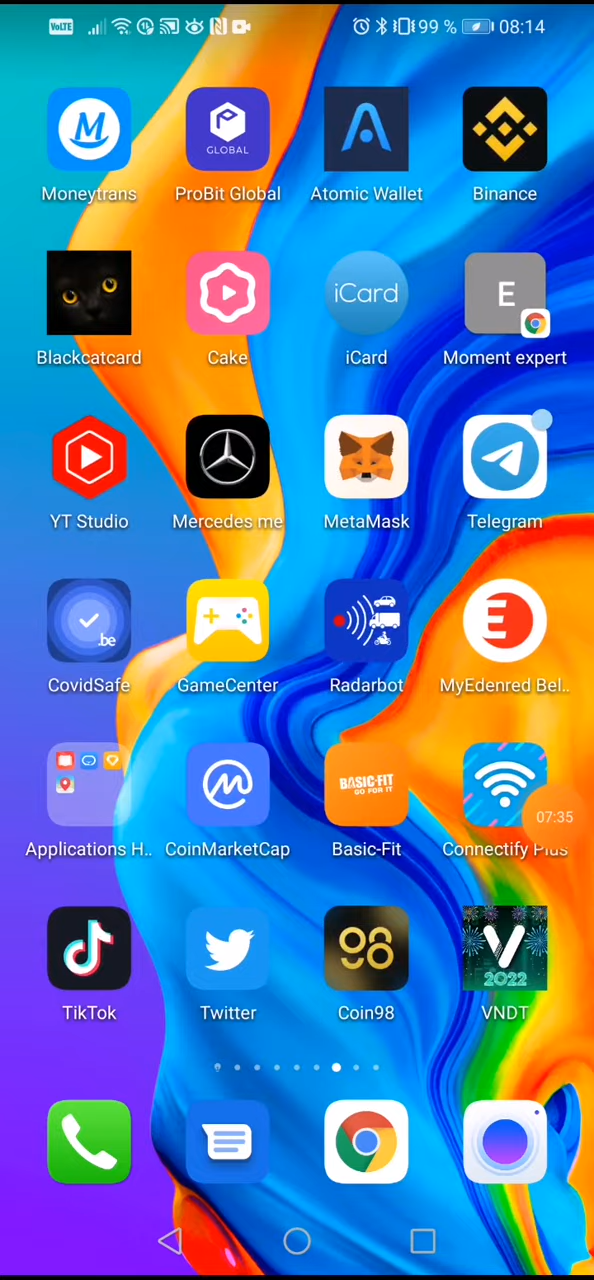 VoLTE 99 % 08:14
GLOBAL
Moneytrans ProBit Global Atomic Wallet Binance
iCard E
Blackcatcard Cake iCard Moment expert
YT Studio Mercedes me MetaMask Telegram
.be
CovidSafe GameCenter Radarbot MyEdenred Bel..
BASIC-FIT
GO FOR IT
07:35
Applications H.. CoinMarketCap Basic-Fit Connectify Plus
98
2022
TikTok Twitter Coin98 VNDT